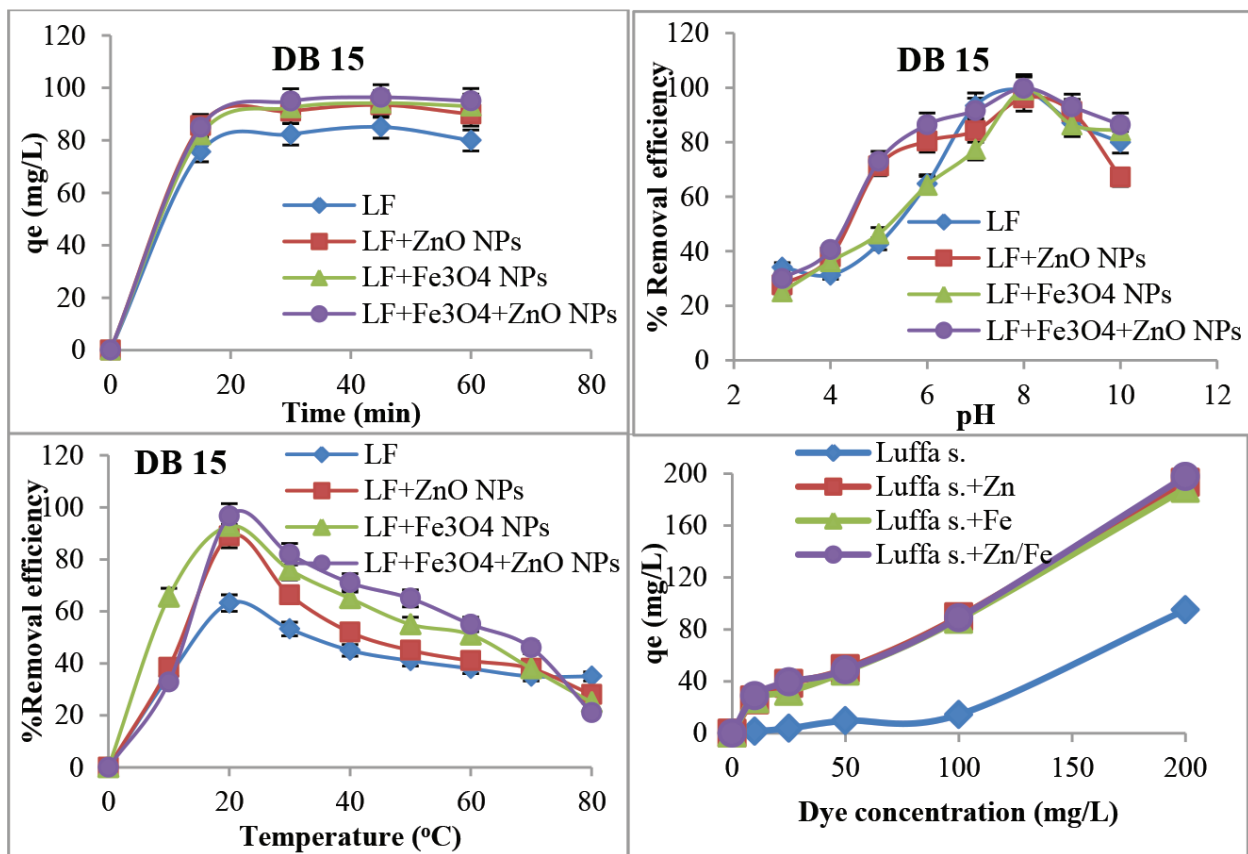 DB 15
qe (mg/L)
120
100
80
60
40
20
0
LF
LF+ZnO NPs
LF+Fe3O4 NPs
LF+Fe3O4+ZnO NPs
0 20 40 60 80
Time (min)
DB 15
% Removal efficiency
120
100
80
60
40
20
0
LF
LF+ZnO NPs
LF+Fe3O4 NPs
LF+Fe3O4+ZnO NPs
2 4 6 8 10 12
pH
DB 15
%Removal efficiency
120
100
80
60
40
20
0
LF
LF+ZnO NPs
LF+Fe3O4 NPs
LF+Fe3O4+ZnO NPs
0 20 40 60 80
Temperature (ᵒC)
qe (mg/L)
200
160
120
80
40
0
Luffa s.
Luffa s.+Zn
Luffa s.+Fe
Luffa s.+Zn/Fe
0 50 100 150 200
Dye concentration (mg/L)